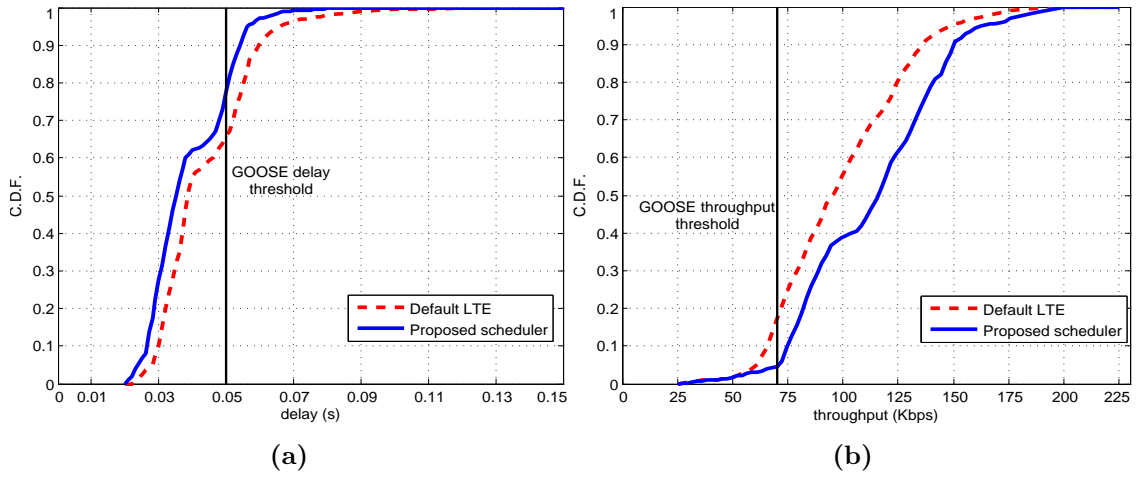 1
0.9
0.8
0.7
0.6
0.5
0.4
0.3
0.2
0.1
0
C.D.F.
0 0.01 0.03 0.05 0.07 0.09 0.11 0.13 0.15
delay (s)
GOOSE delay
threshold
Default LTE
Proposed scheduler
(a)
1
0.9
0.8
0.7
0.6
0.5
0.4
0.3
0.2
0.1
0
C.D.F.
0 25 50 75 100 125 150 175 200 225
throughput (Kbps)
GOOSE throughput
threshold
Default LTE
Proposed scheduler
(b)